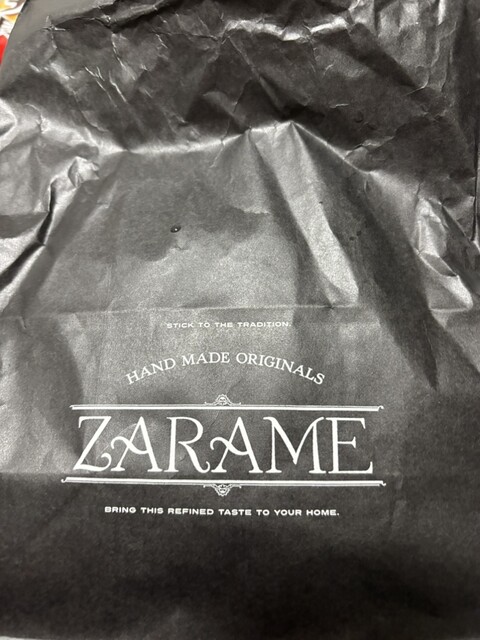 STICK TO THE TRADITION.
HAND MADE ORIGINALS
ZARAME
BRING THIS REFINED TASTE TO YOUR HOME.